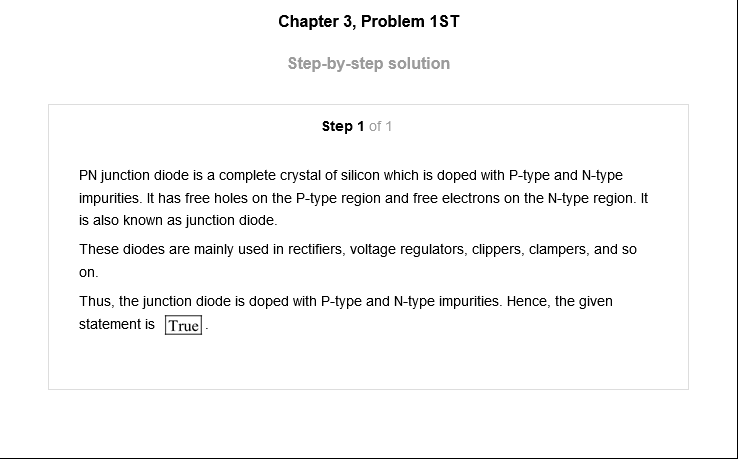 Chapter 3, Problem 1ST
Step-by-step solution
Step 1 of 1
PN junction diode is a complete crystal of silicon which is doped with P-type and N-type
impurities. It has free holes on the P-type region and free electrons on the N-type region. It
is also known as junction diode.
These diodes are mainly used in rectifiers, voltage regulators, clippers, clampers, and so
on.
Thus, the junction diode is doped with P-type and N-type impurities. Hence, the given
statement is True.